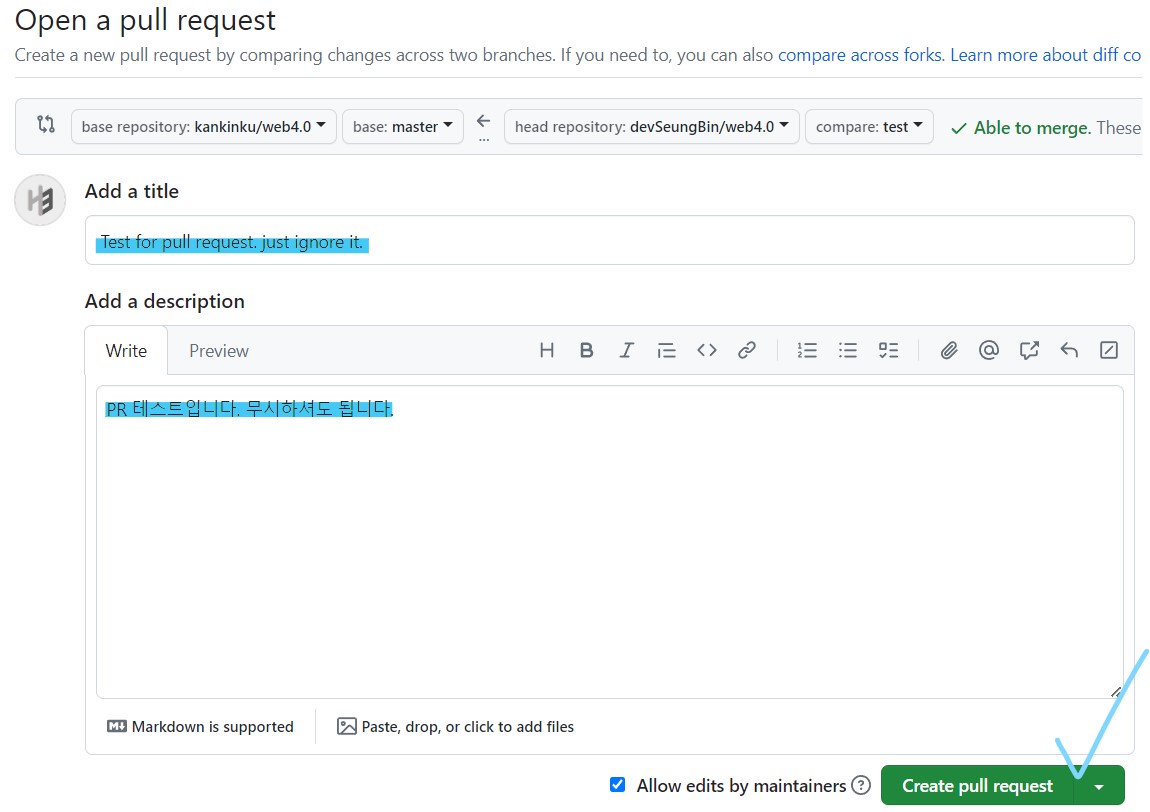 Open a pull request
Create a new pull request by comparing changes across two branches. If you need to, you can also compare across forks. Learn more about diff co
base repository: kankinku/web4.0 base: master ← ... head repository: devSeungBin/web4.0 compare: test ✓ Able to merge. These
H3
Add a title
Test for pull request. just ignore it.
Add a description
Write Preview
PR 테스트입니다. 무시하셔도 됩니다.
Markdown is supported Paste, drop, or click to add files
Allow edits by maintainers ? Create pull request